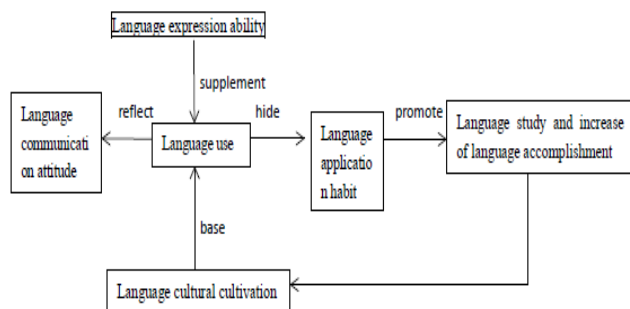 Language expression ability
supplement
reflect
hide
promote
Language
communicati
on attitude
Language use
Language
applicatio
n habit
Language study and increase
of language accomplishment
base
Language cultural cultivation